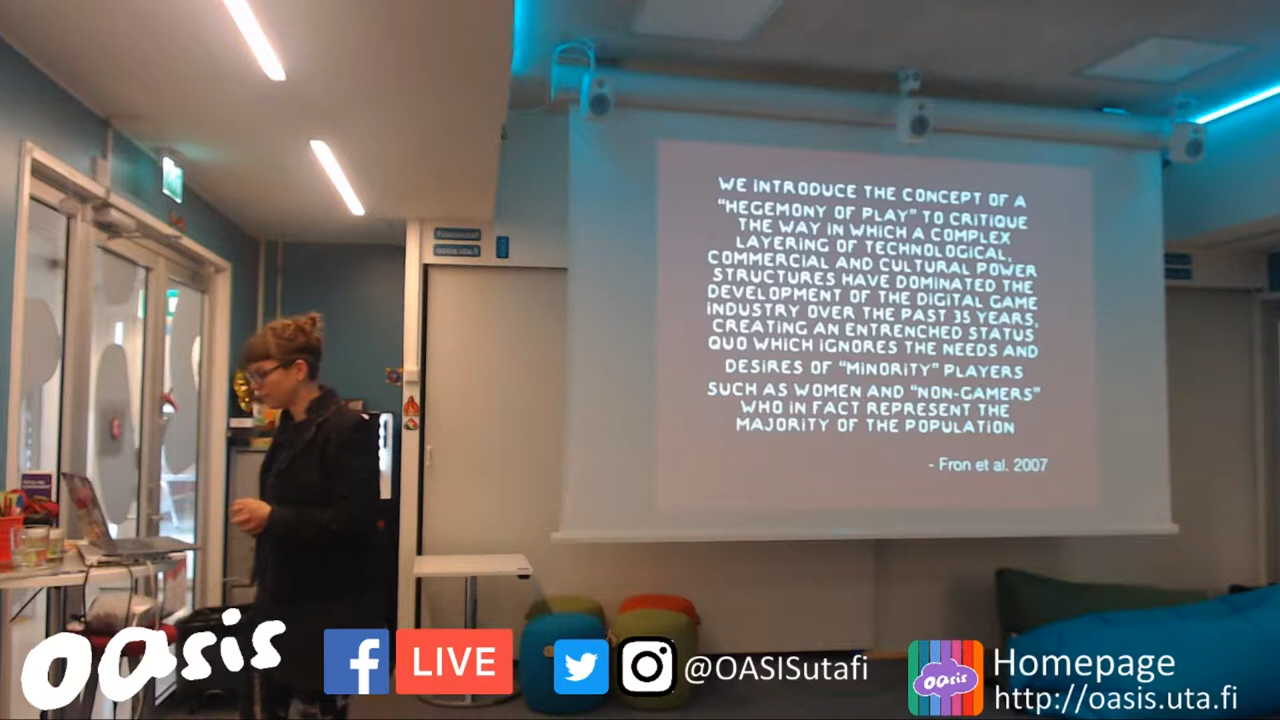 WE INTRODUCE THE CONCEPT OF A
"HEGEMONY OF PLAY" TO CRITIQUE
THE WAY IN WHICH A COMPLEX
LAYERING OF TECHNOLOGICAL,
COMMERCIAL AND CULTURAL POWER
STRUCTURES HAVE DOMINATED THE
DEVELOPMENT OF THE DIGITAL GAME
INDUSTRY OVER THE PAST 35 YEARS,
CREATING AN ENTRENCHED STATUS
QUO WHICH IGNORES THE NEEDS AND
DESIRES OF "MINORITY" PLAYERS
SUCH AS WOMEN AND "NON-GAMERS"
WHO IN FACT REPRESENT THE
MAJORITY OF THE POPULATION
- Fron et al. 2007
oasis.uta.fi
oasis
f LIVE
@OASISutafi
oasis
Homepage
http://oasis.uta.fi